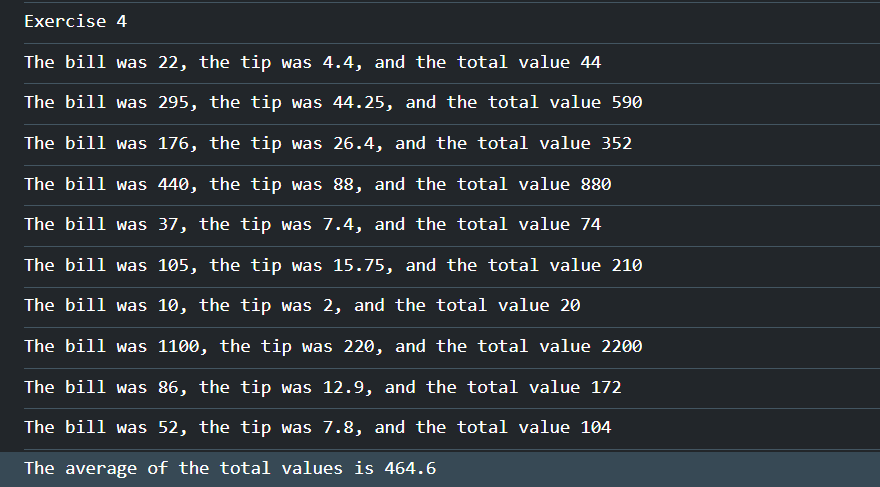 Exercise 4
The bill was 22, the tip was 4.4, and the total value 44
The bill was 295, the tip was 44.25, and the total value 590
The bill was 176, the tip was 26.4, and the total value 352
The bill was 440, the tip was 88, and the total value 880
The bill was 37, the tip was 7.4, and the total value 74
The bill was 105, the tip was 15.75, and the total value 210
The bill was 10, the tip was 2, and the total value 20
The bill was 1100, the tip was 220, and the total value 2200
The bill was 86, the tip was 12.9, and the total value 172
The bill was 52, the tip was 7.8, and the total value 104
The average of the total values is 464.6